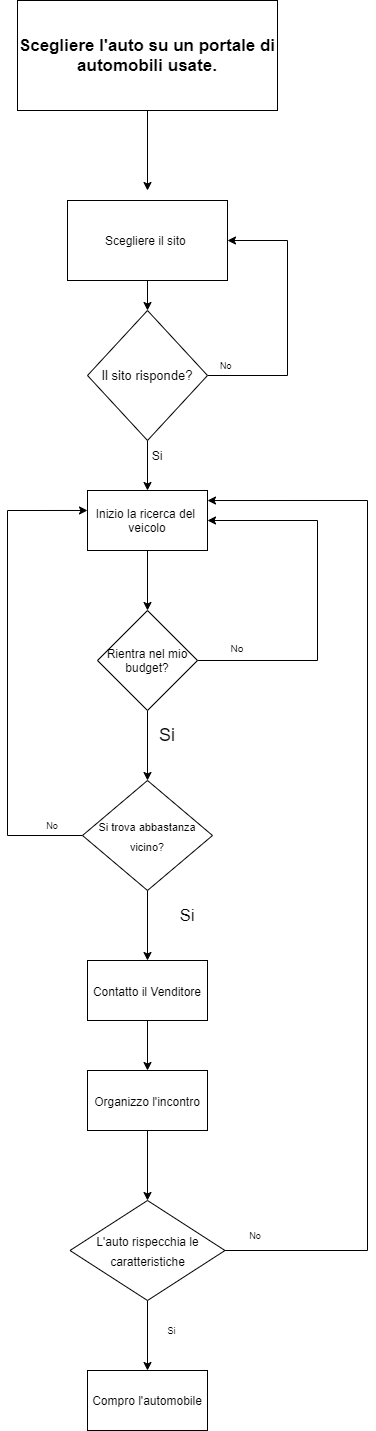 Scegliere l'auto su un portale di
automobili usate.
Scegliere il sito
Il sito risponde?
No
Si
Inizio la ricerca del
veicolo
Rientra nel mio
budget?
No
Si
Si trova abbastanza
vicino?
No
Si
Contatto il Venditore
Organizzo l'incontro
L'auto rispecchia le
caratteristiche
No
Si
Compro l'automobile